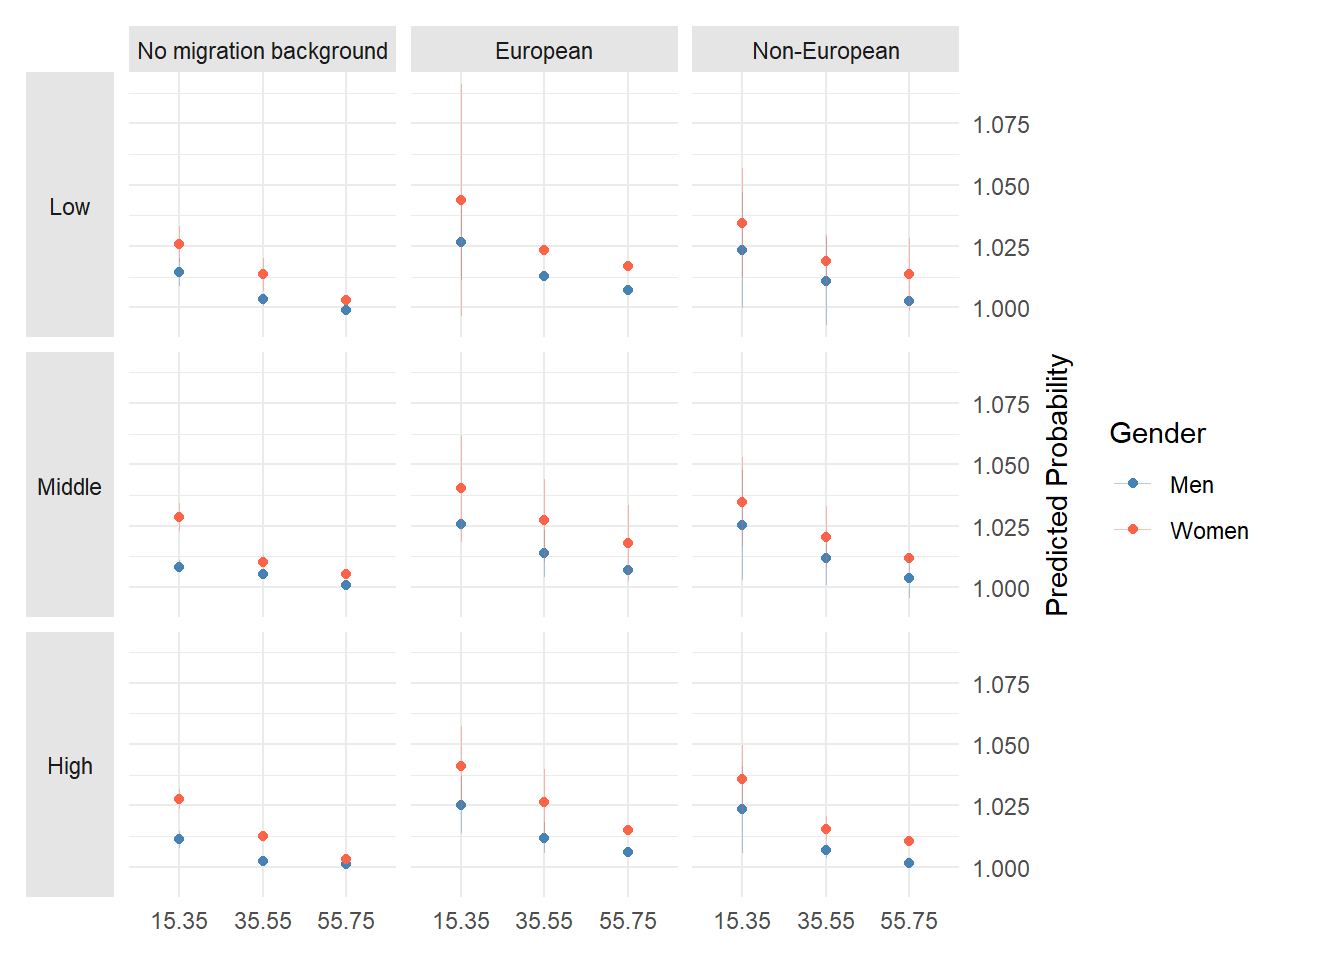 No migration background
European
Non-European
Low
1.075
1.050
1.025
1.000
Middle
1.075
1.050
1.025
1.000
Predicted Probability
Gender
Men
Women
High
1.075
1.050
1.025
1.000
15.35 35.55 55.75
15.35 35.55 55.75
15.35 35.55 55.75